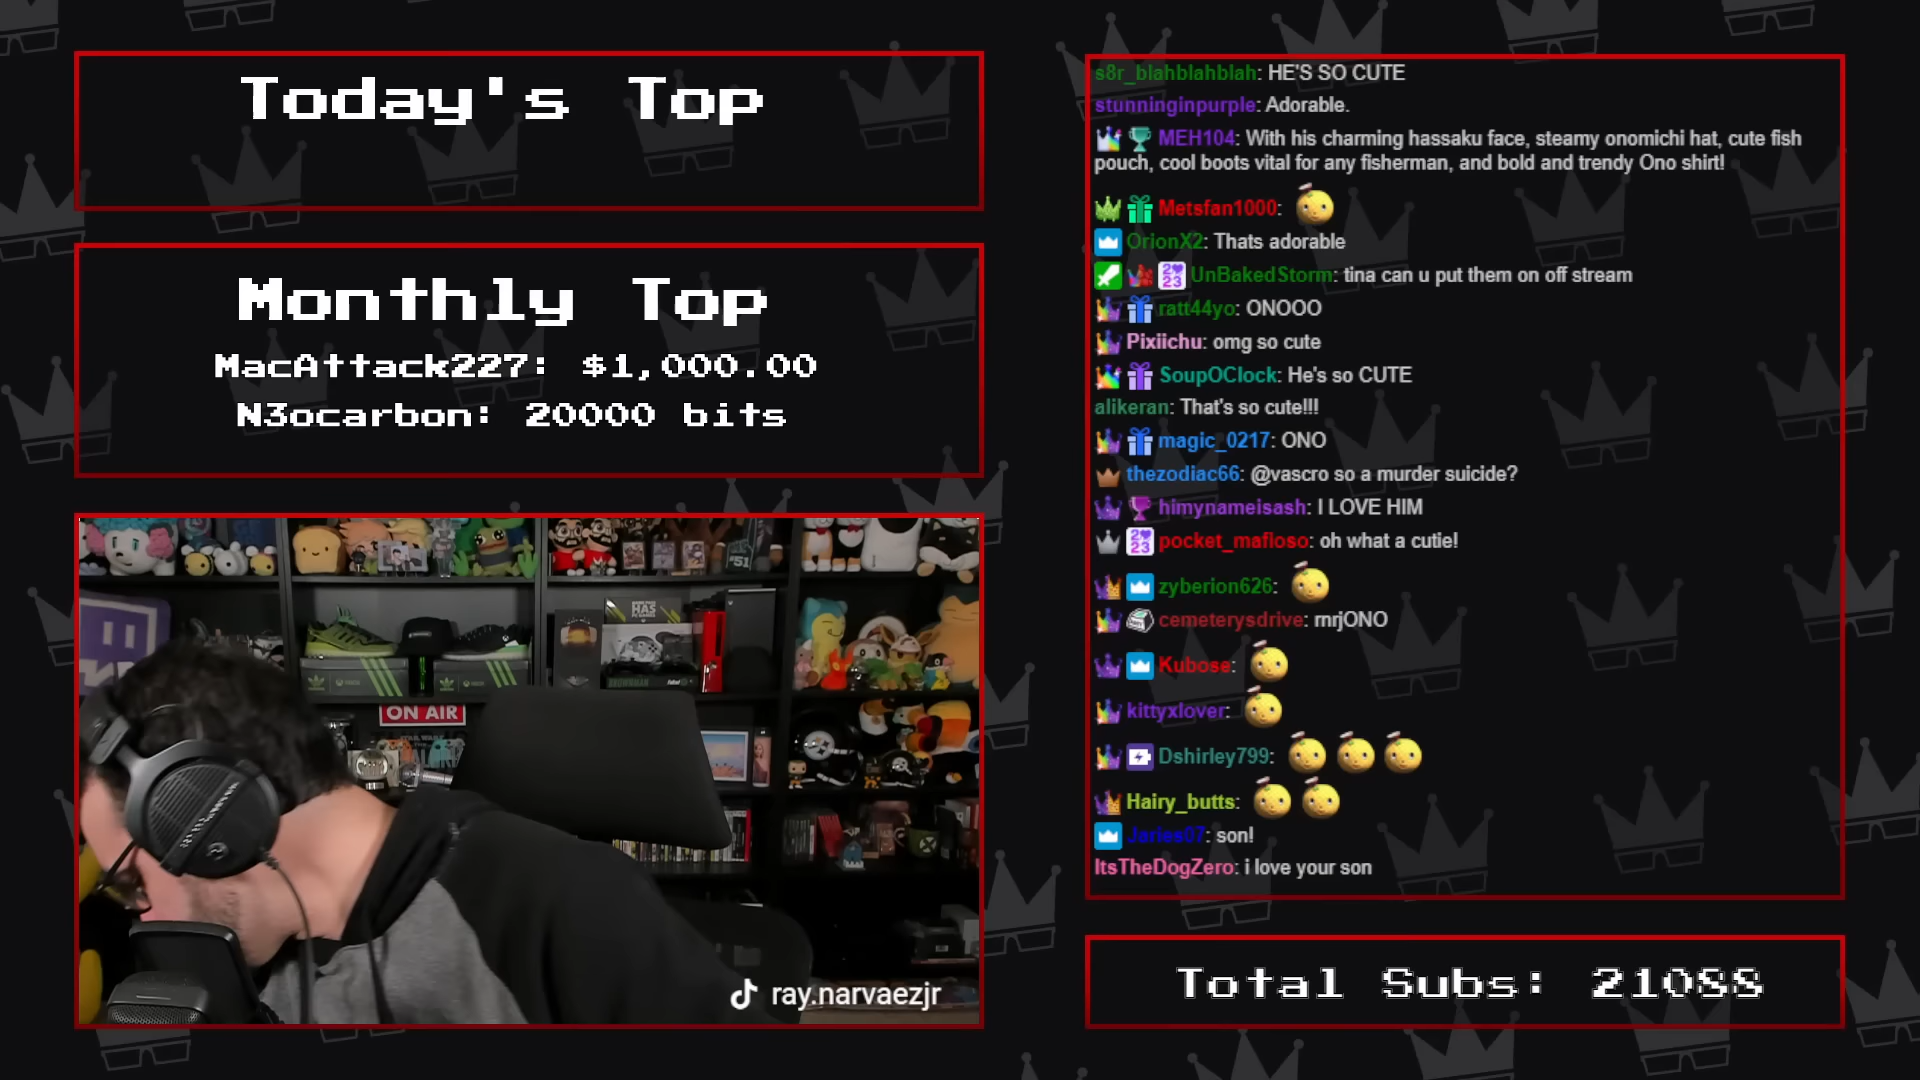 Today's Top
Monthly Top
MacAttack227: $1,000.00
N3ocarbon: 20000 bits
ON AIR
ray.narvaezjr
s8r_blahblahblah: HE'S SO CUTE
stunninginpurple: Adorable.
MEH104: With his charming hassaku face, steamy onomichi hat, cute fish
pouch, cool boots vital for any fisherman, and bold and trendy Ono shirt!
Metsfan1000:
OrionX2: Thats adorable
UnBakedStorm: tina can u put them on off stream
ratt44yo: ONOOO
Pixiichu: omg so cute
SoupOClock: He's so CUTE
alikeran: That's so cute!!!
magic_0217: ONO
thezodiac66: @vascro so a murder suicide?
himynameisash: I LOVE HIM
pocket_mafioso: oh what a cutie!
zyberion626:
cemeterysdrive: rnrjONO
Kubose:
kittyxlover:
Dshirley799:
Hairy_butts:
Jaries07: son!
ItsTheDogZero: i love your son
Total Subs: 21088